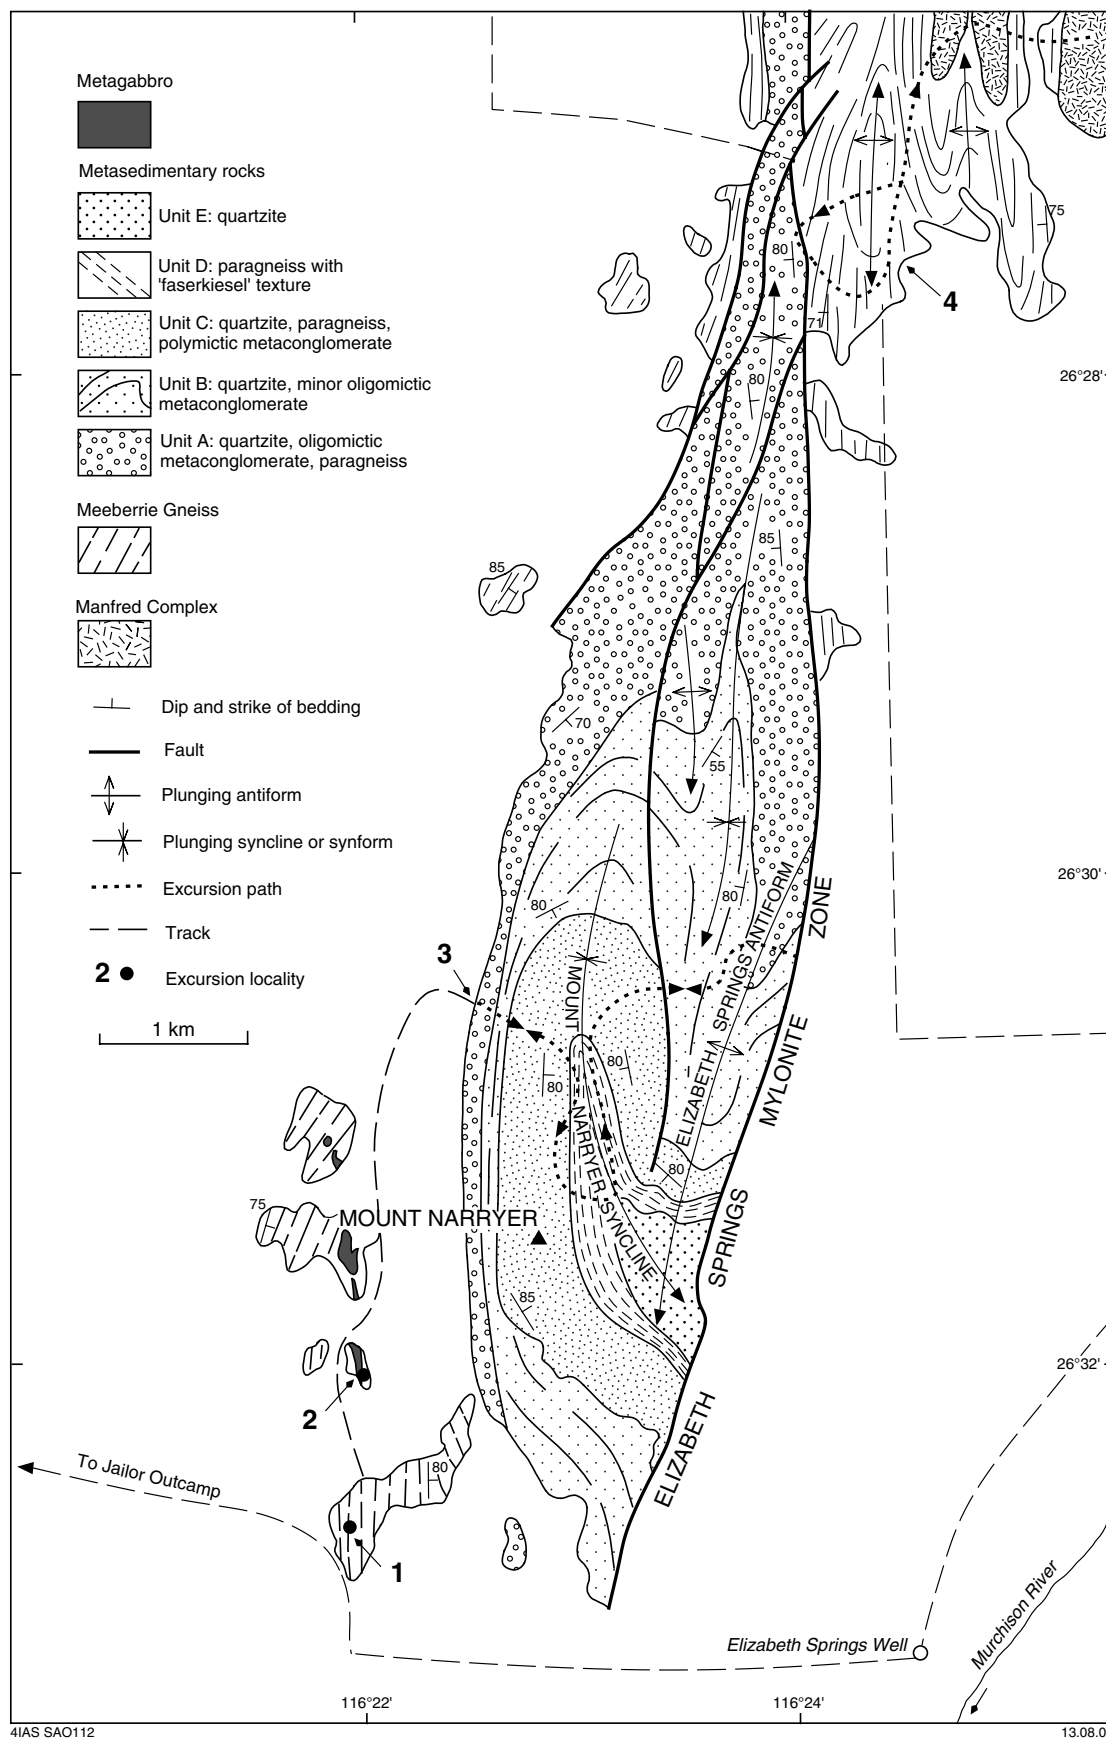 Metagabbro
Metasedimentary rocks
Unit E: quartzite
Unit D: paragneiss with
'faserkiesel' texture
Unit C: quartzite, paragneiss,
polymictic metaconglomerate
Unit B: quartzite, minor oligomictic
metaconglomerate
Unit A: quartzite, oligomictic
metaconglomerate, paragneiss
Meeberrie Gneiss
Manfred Complex
Dip and strike of bedding
Fault
Plunging antiform
Plunging syncline or synform
Excursion path
Track
2
Excursion locality
1 km
75
80
4
71
26°28'
80
85
85
70
55
26°30'
80
80
3
ELIZABETH SPRINGS ANTIFORM
MOUNT NARRYER SYNCLINE
ELIZABETH SPRINGS MYLONITE ZONE
80
80
80
75
MOUNT NARRYER
85
26°32'
2
80
To Jailor Outcamp
1
Elizabeth Springs Well
Murchison River
116°22'
116°24'
4IAS SAO112
13.08.0